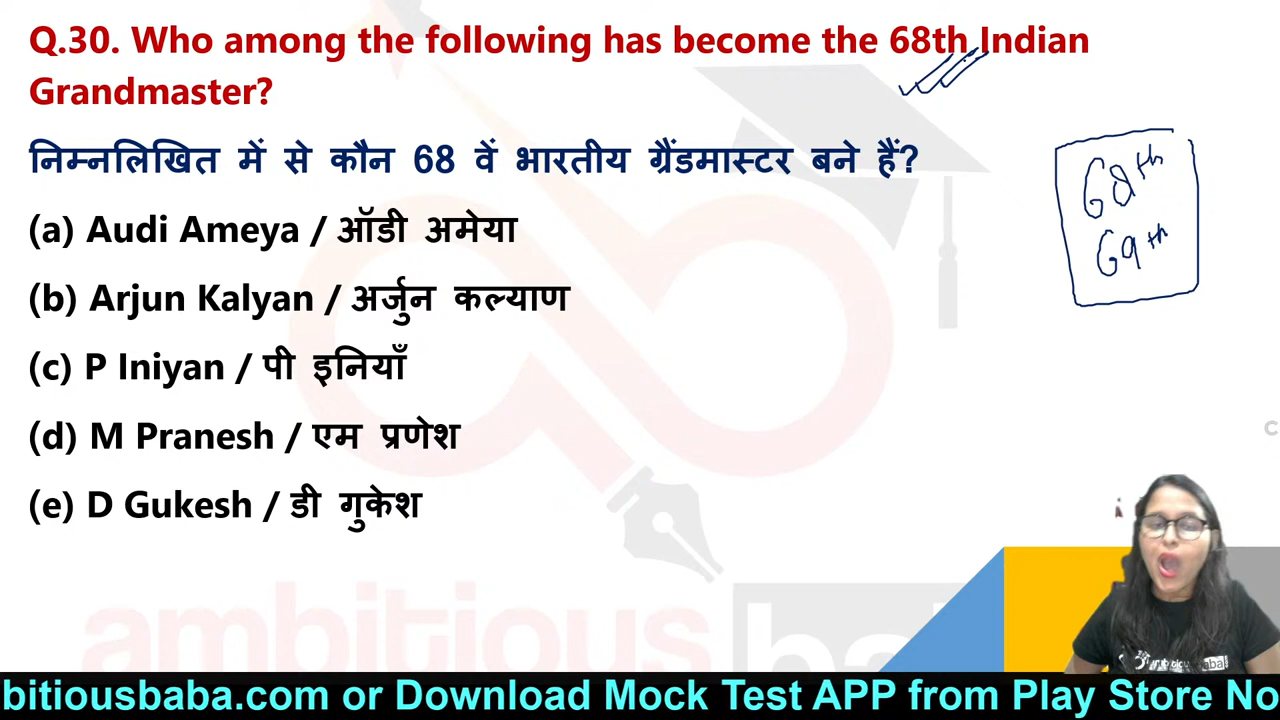 Q.30. Who among the following has become the 68th Indian
Grandmaster?
निम्नलिखित में से कौन 68 वें भारतीय ग्रैंडमास्टर बने हैं?
(a) Audi Ameya / ऑडी अमेया
(b) Arjun Kalyan / अर्जुन कल्याण
(c) P Iniyan / पी इनियाँ
(d) M Pranesh / एम प्रणेश
(e) D Gukesh / डी गुकेश
68th
69th
ambitious
bitiousbaba.com or Download Mock Test APP from Play Store No